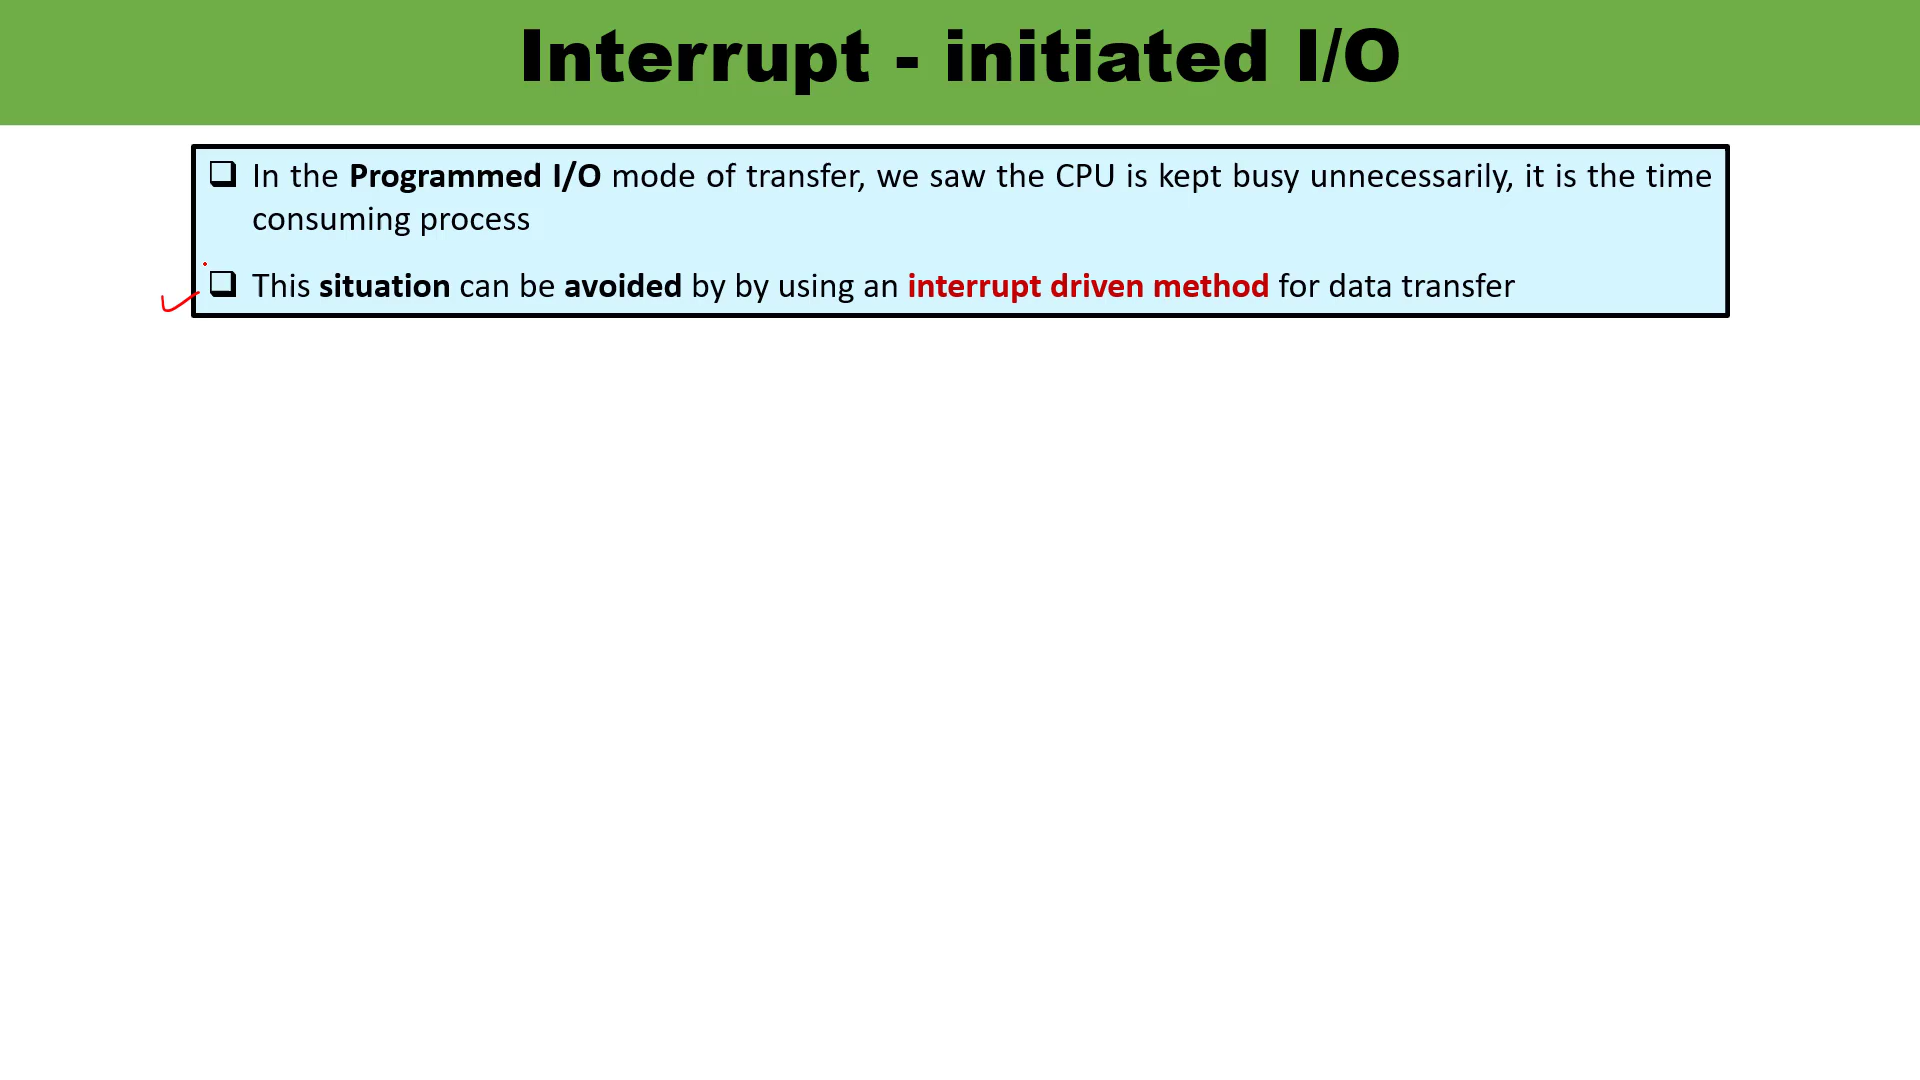 Interrupt - initiated I/O
In the Programmed I/O mode of transfer, we saw the CPU is kept busy unnecessarily, it is the time
consuming process
This situation can be avoided by by using an interrupt driven method for data transfer